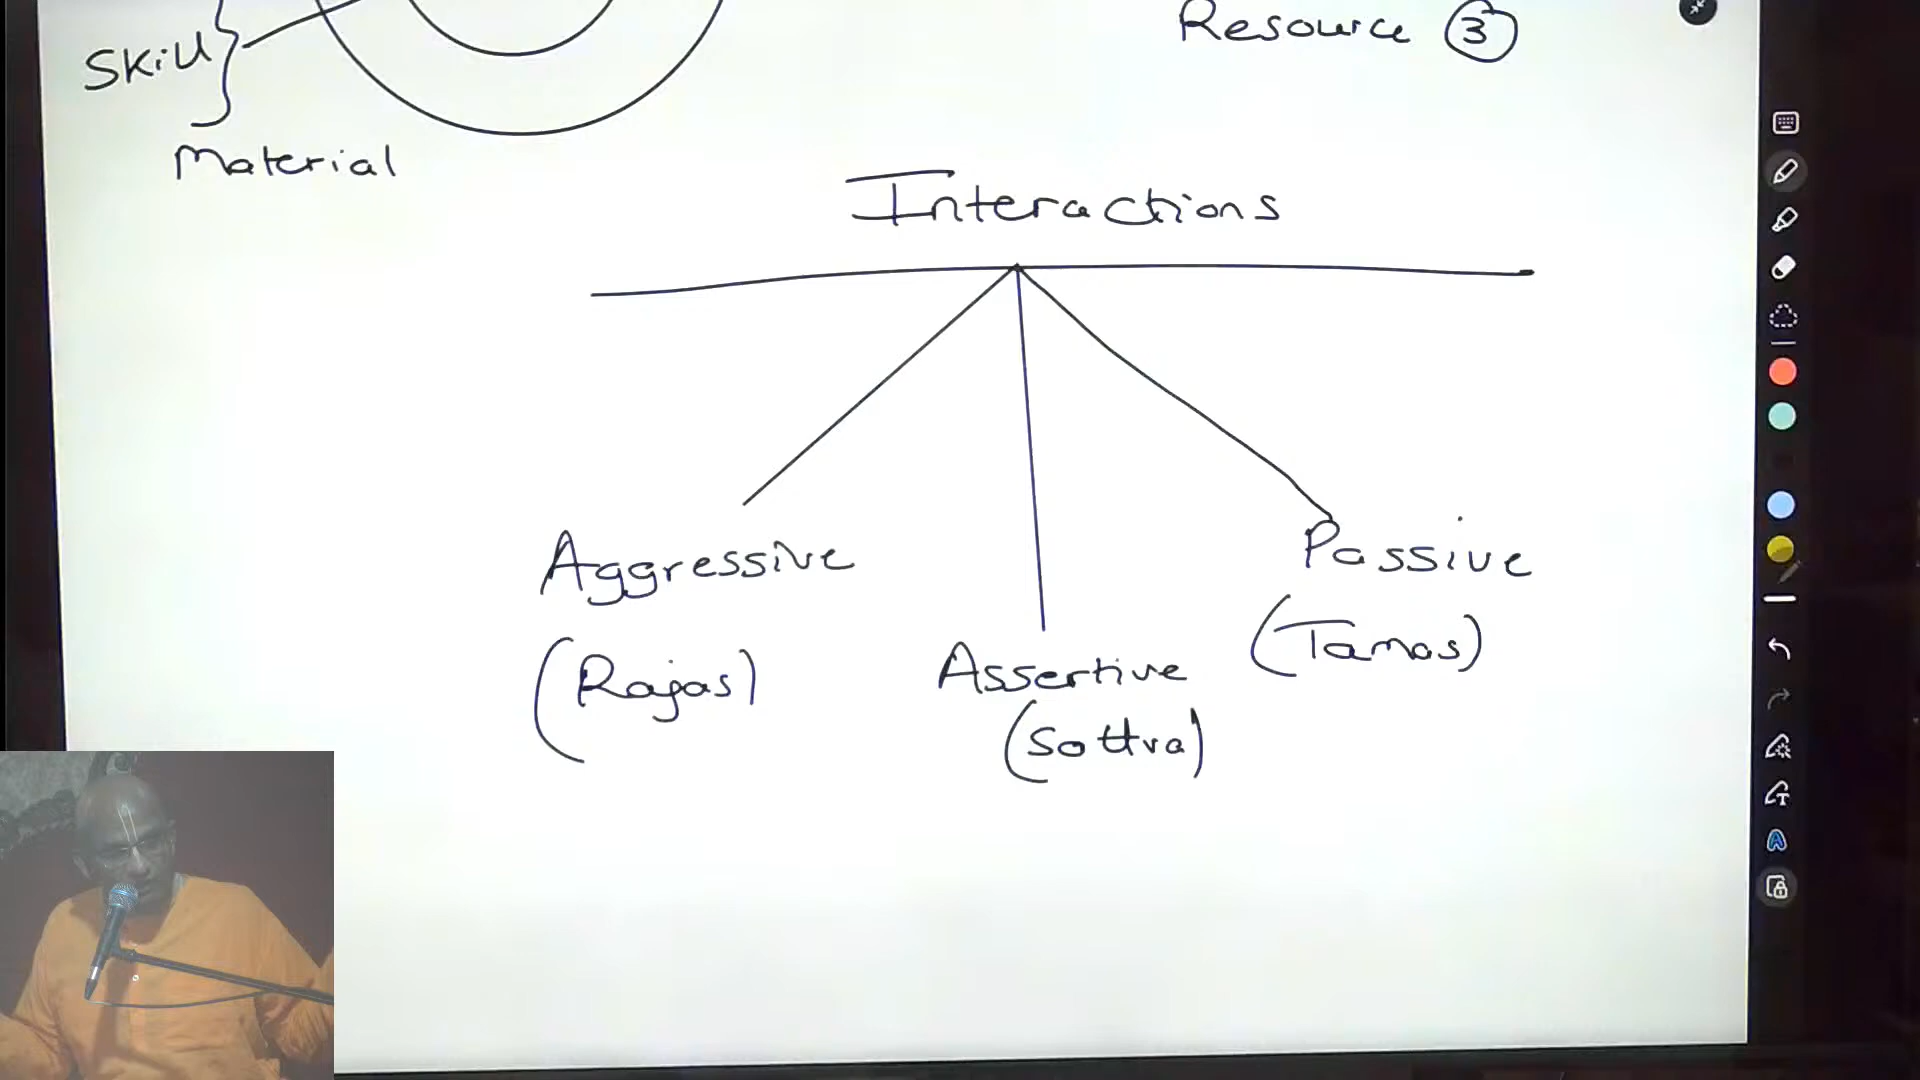 Resource 3
Skill
Material
Interactions
Aggressive
Passive
(Rajas)
Assertive
(Tamas)
(Sattva)